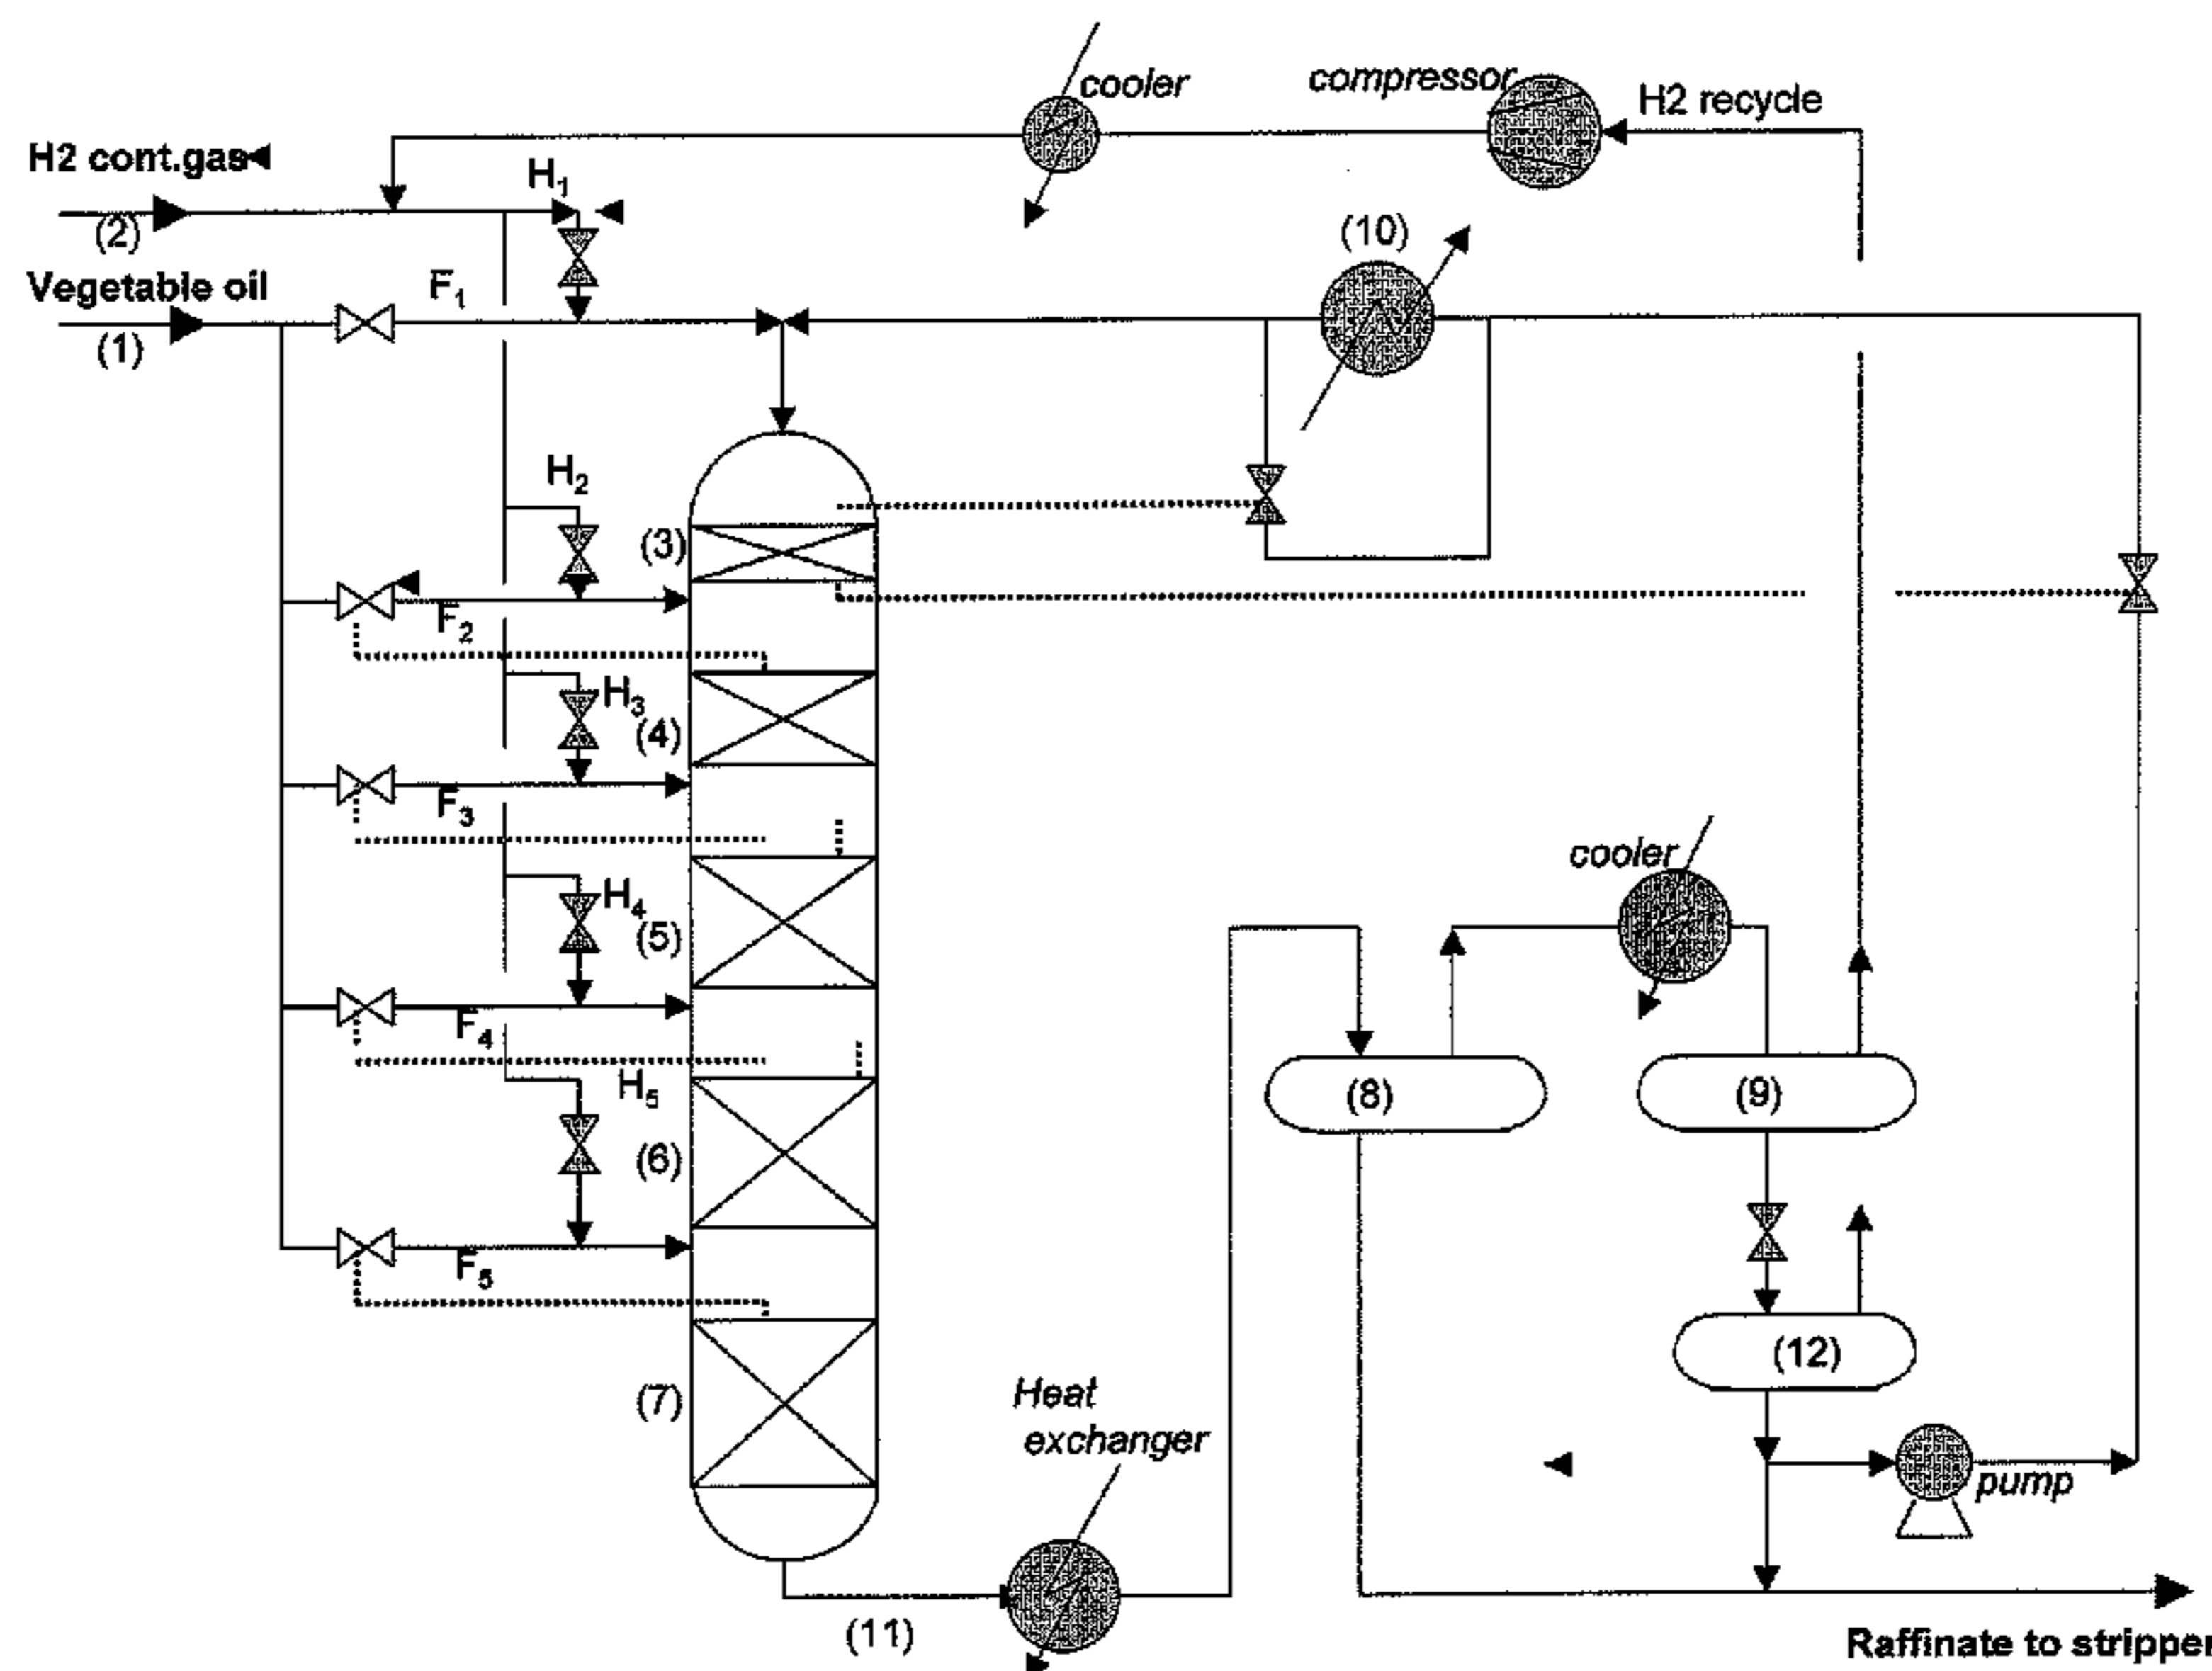 cooler
compressor
H2 recycle
H2 cont.gas
H1
(2)
(10)
Vegetable oil
F1
(1)
H2
(3)
F2
H3
(4)
F3
cooler
H4
(5)
F4
H5
(8)
(9)
(6)
F5
(12)
(7)
Heat
exchanger
pump
(11)
Raffinate to stripper